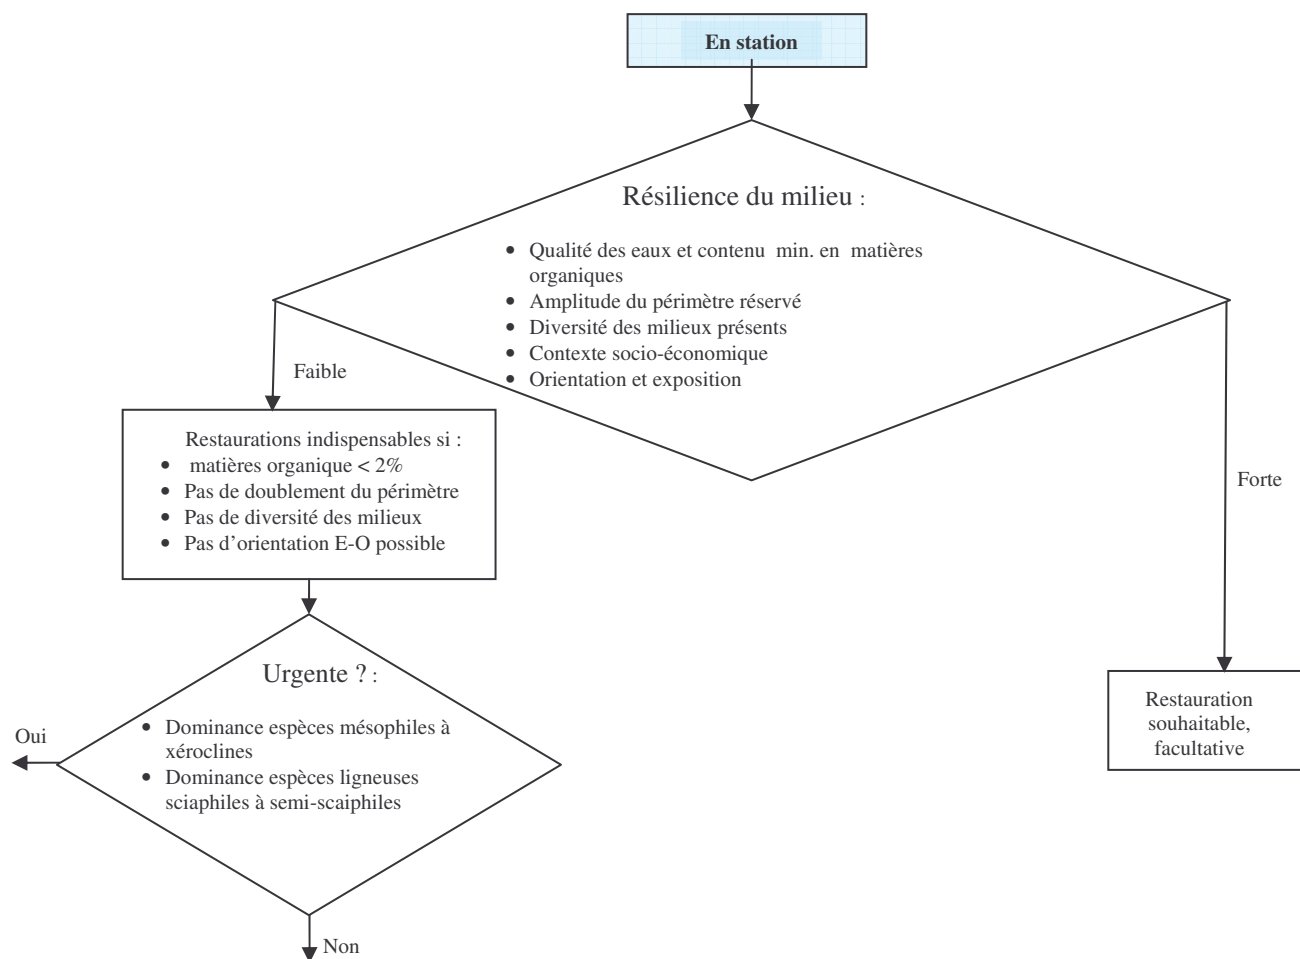 En station
Résilience du milieu :
• Qualité des eaux et contenu min. en matières
organiques
• Amplitude du périmètre réservé
• Diversité des milieux présents
• Contexte socio-économique
• Orientation et exposition
Faible
Forte
Restaurations indispensables si :
• matières organique < 2%
• Pas de doublement du périmètre
• Pas de diversité des milieux
• Pas d'orientation E-O possible
Urgente ? :
• Dominance espèces mésophiles à
xéroclines
• Dominance espèces ligneuses
sciaphiles à semi-scaiphiles
Oui
Non
Restauration
souhaitable,
facultative